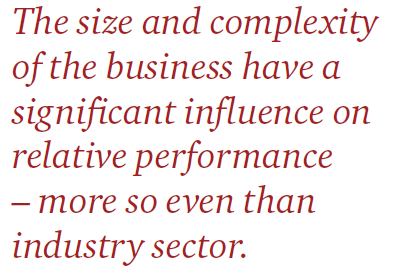 The size and complexity
of the business have a
significant influence on
relative performance
– more so even than
industry sector.